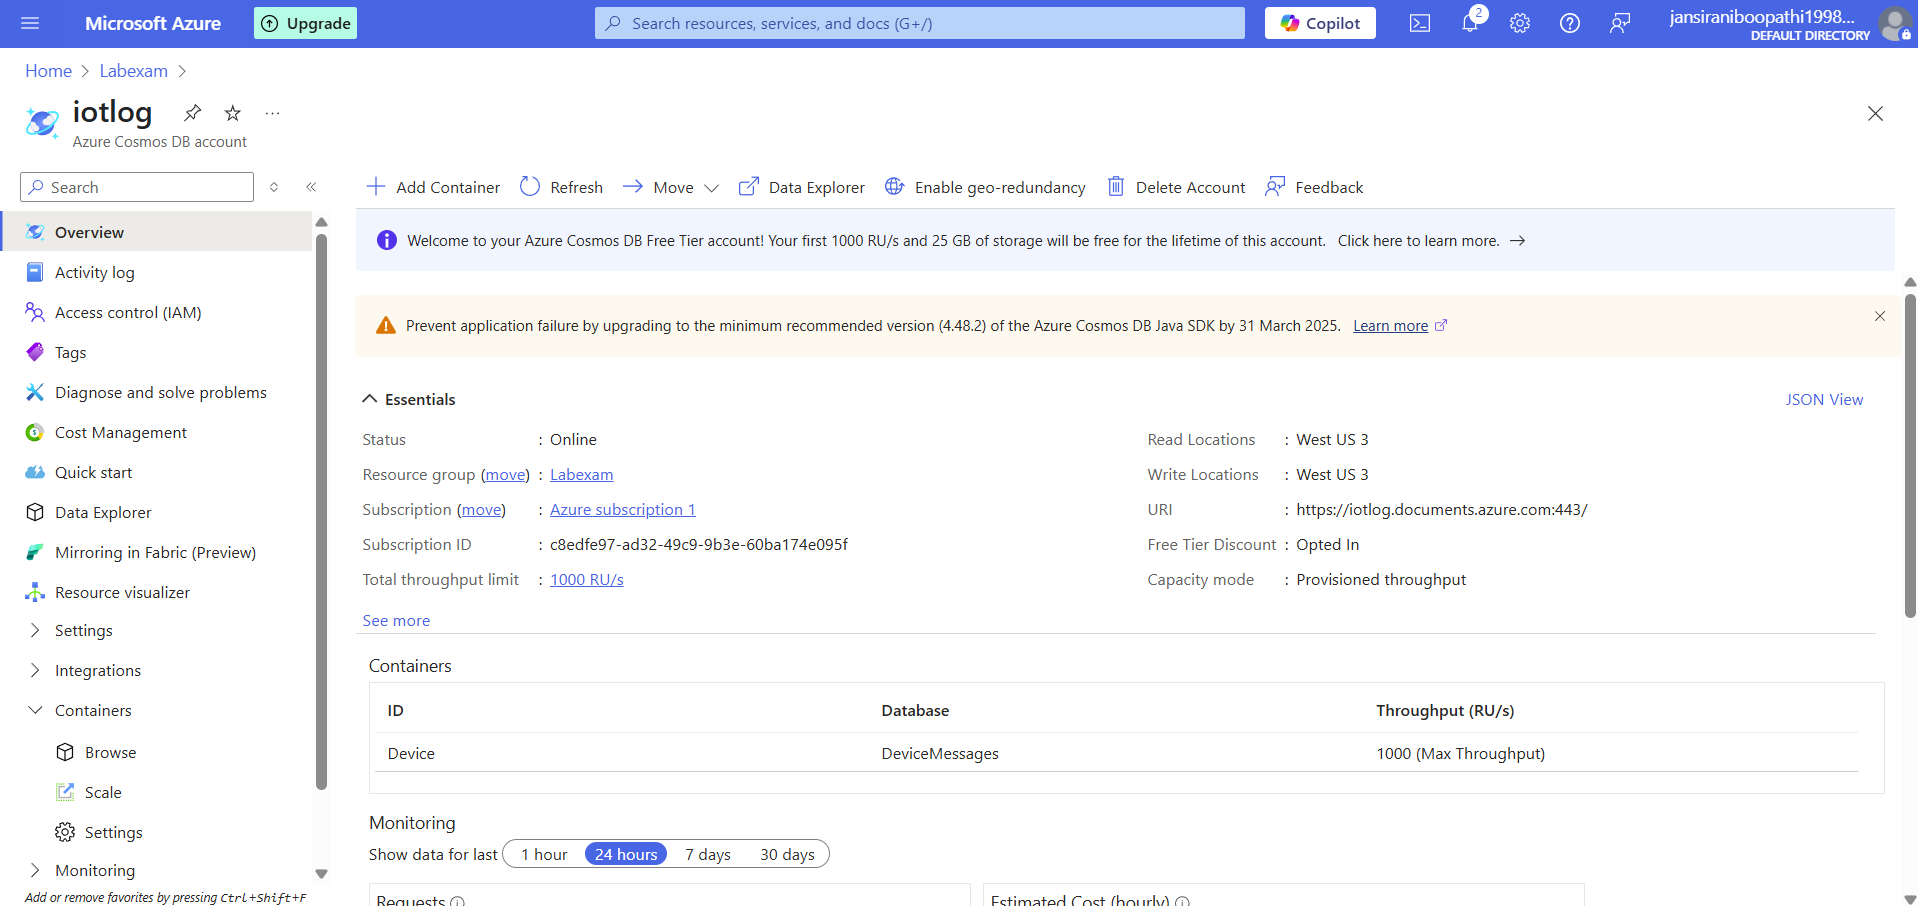 Microsoft Azure
Upgrade
Search resources, services, and docs (G+/)
Copilot
2
jansiraniboopathi1998...
DEFAULT DIRECTORY
Home > Labexam >
iotlog
Azure Cosmos DB account
Search
Add Container
Refresh
Move
Data Explorer
Enable geo-redundancy
Delete Account
Feedback
Overview
Activity log
Access control (IAM)
Tags
Diagnose and solve problems
Cost Management
Quick start
Data Explorer
Mirroring in Fabric (Preview)
Resource visualizer
Settings
Integrations
Containers
Browse
Scale
Settings
Monitoring
Add or remove favorites by pressing Ctrl+Shift+F
Welcome to your Azure Cosmos DB Free Tier account! Your first 1000 RU/s and 25 GB of storage will be free for the lifetime of this account. Click here to learn more. →
Prevent application failure by upgrading to the minimum recommended version (4.48.2) of the Azure Cosmos DB Java SDK by 31 March 2025. Learn more
Essentials
JSON View
Status : Online
Resource group (move) : Labexam
Subscription (move) : Azure subscription 1
Subscription ID : c8edfe97-ad32-49c9-9b3e-60ba174e095f
Total throughput limit : 1000 RU/s
See more
Read Locations : West US 3
Write Locations : West US 3
URI : https://iotlog.documents.azure.com:443/
Free Tier Discount : Opted In
Capacity mode : Provisioned throughput
Containers
ID Database Throughput (RU/s)
Device DeviceMessages 1000 (Max Throughput)
Monitoring
Show data for last 1 hour 24 hours 7 days 30 days
Requests
Estimated Cost (hourly)